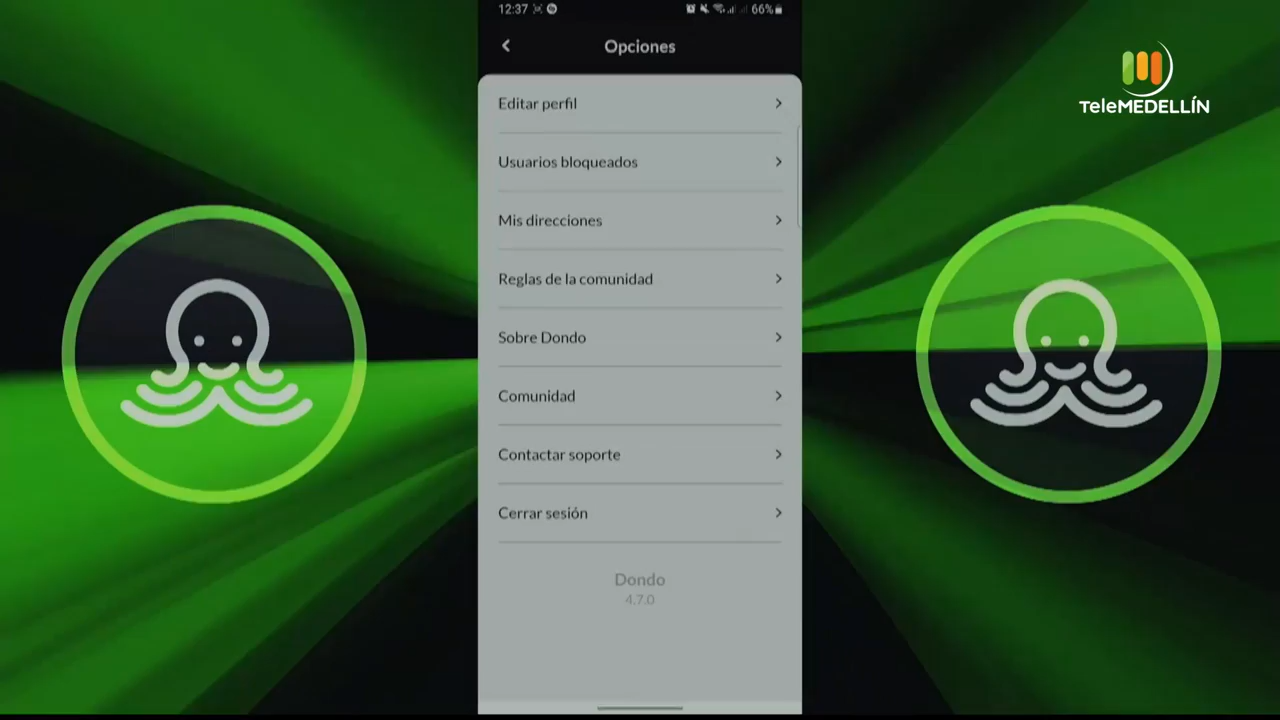 12:37
66%
Opciones
TeleMEDELLÍN
Editar perfil
Usuarios bloqueados
Mis direcciones
Reglas de la comunidad
Sobre Dondo
Comunidad
Contactar soporte
Cerrar sesión
Dondo
4.7.0